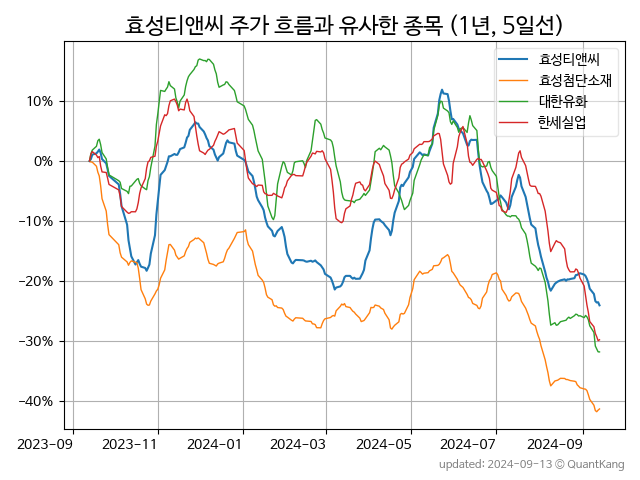 효성티앤씨 주가 흐름과 유사한 종목 (1년, 5일선)
효성티앤씨
효성첨단소재
대한유화
한세실업
10%
0%
−10%
−20%
−30%
−40%
2023-09
2023-11
2024-01
2024-03
2024-05
2024-07
2024-09
updated: 2024-09-13 © QuantKang